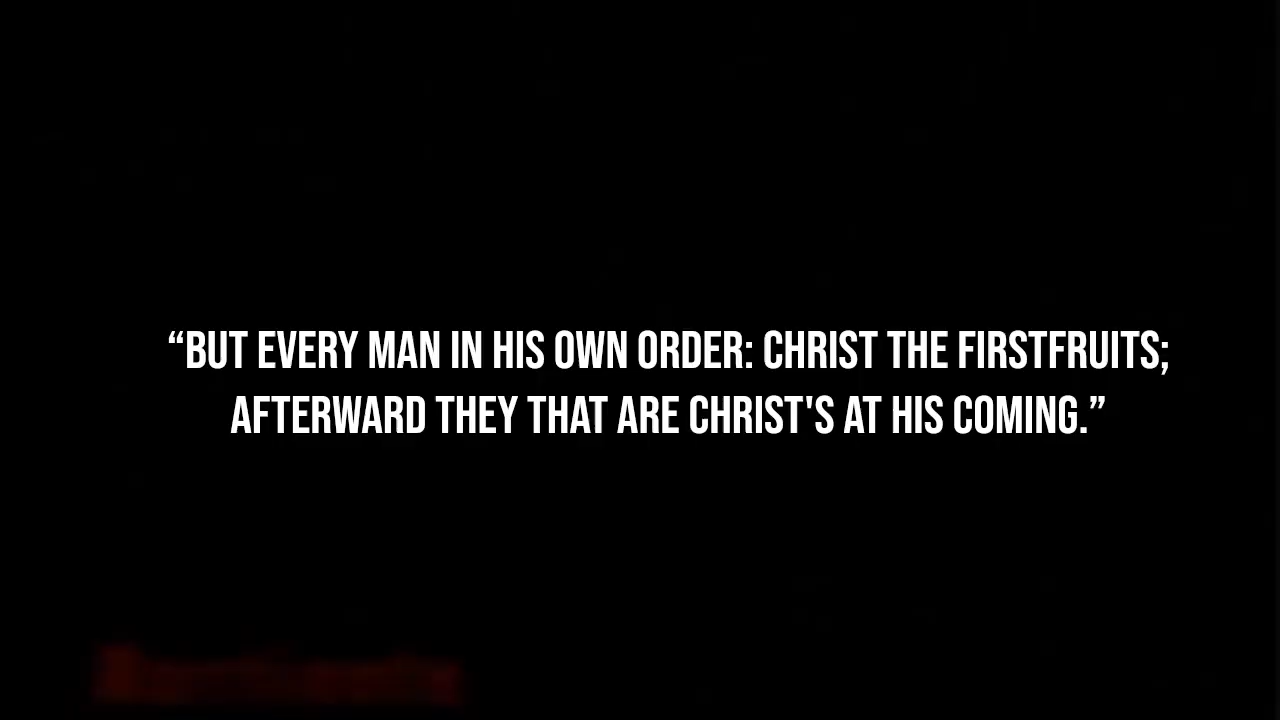 “BUT EVERY MAN IN HIS OWN ORDER: CHRIST THE FIRSTFRUITS;
AFTERWARD THEY THAT ARE CHRIST'S AT HIS COMING.”